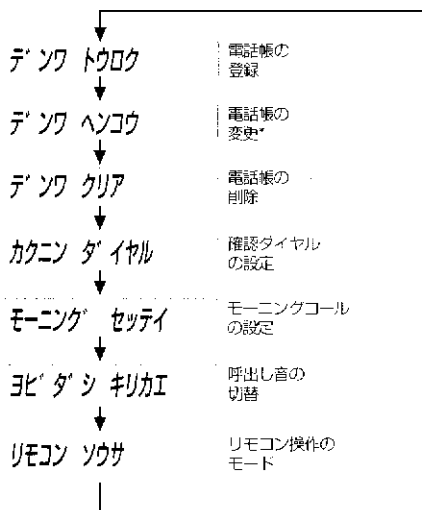 デンワ トウロク
電話帳の
登録
デンワ ヘンコウ
電話帳の
変更*
デンワ クリア
電話帳の
削除
カクニン ダイヤル
確認ダイヤル
の設定
モーニング セッテイ
モーニングコール
の設定
ヨビダシ キリカエ
呼出し音の
切替
リモコン ソウサ
リモコン操作の
モード